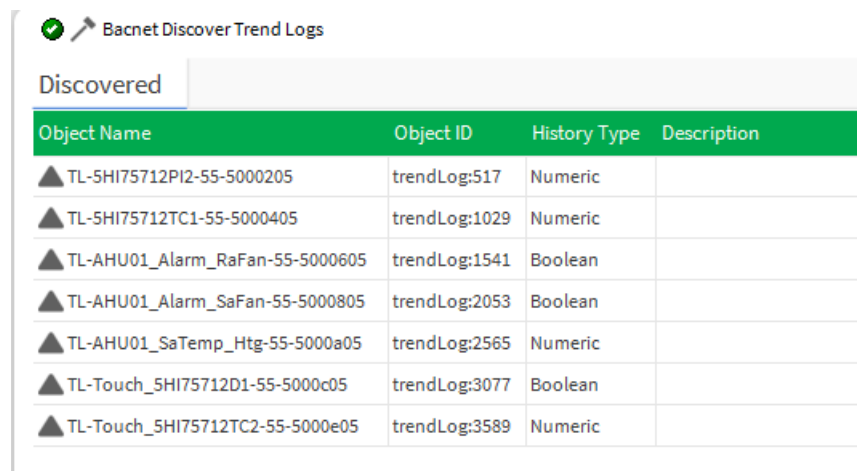 Bacnet Discover Trend Logs
Discovered
Object Name Object ID History Type Description
TL-5HI75712PI2-55-5000205 trendLog:517 Numeric
TL-5HI75712TC1-55-5000405 trendLog:1029 Numeric
TL-AHU01_Alarm_RaFan-55-5000605 trendLog:1541 Boolean
TL-AHU01_Alarm_SaFan-55-5000805 trendLog:2053 Boolean
TL-AHU01_SaTemp_Htg-55-5000a05 trendLog:2565 Numeric
TL-Touch_5HI75712D1-55-5000c05 trendLog:3077 Boolean
TL-Touch_5HI75712TC2-55-5000e05 trendLog:3589 Numeric